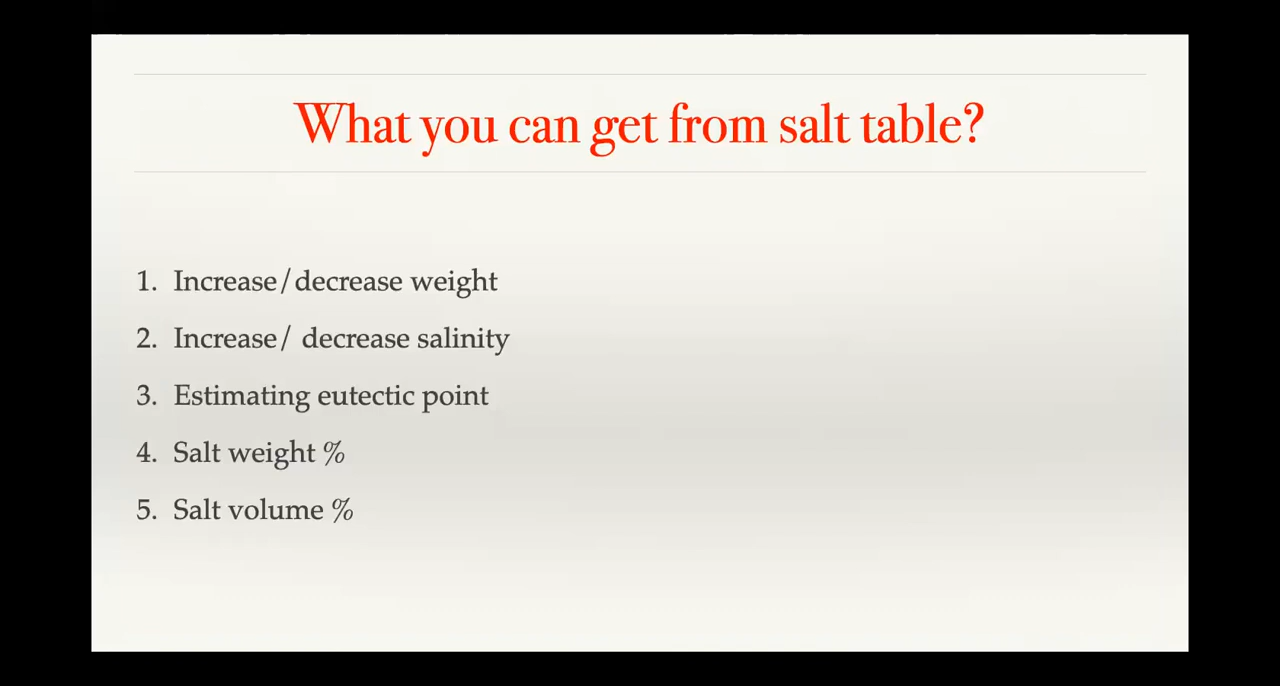 What you can get from salt table?
1. Increase/decrease weight
2. Increase/ decrease salinity
3. Estimating eutectic point
4. Salt weight %
5. Salt volume %